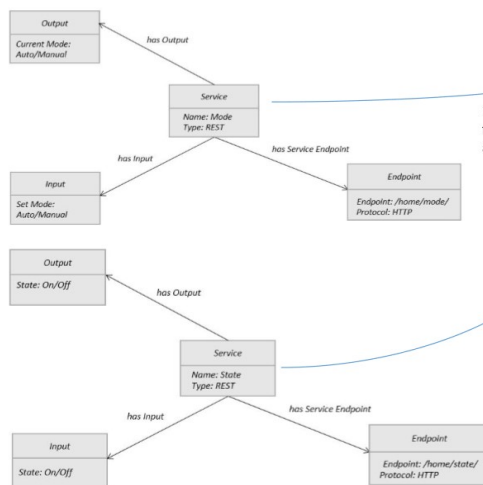 Output
Current Mode:
Auto/Manual
has Output
Service
Name: Mode
Type: REST
has Input
has Service Endpoint
Input
Set Mode:
Auto/Manual
Endpoint
Endpoint: /home/mode/
Protocol: HTTP
Output
State: On/Off
has Output
Service
Name: State
Type: REST
has Input
has Service Endpoint
Input
State: On/Off
Endpoint
Endpoint: /home/state/
Protocol: HTTP